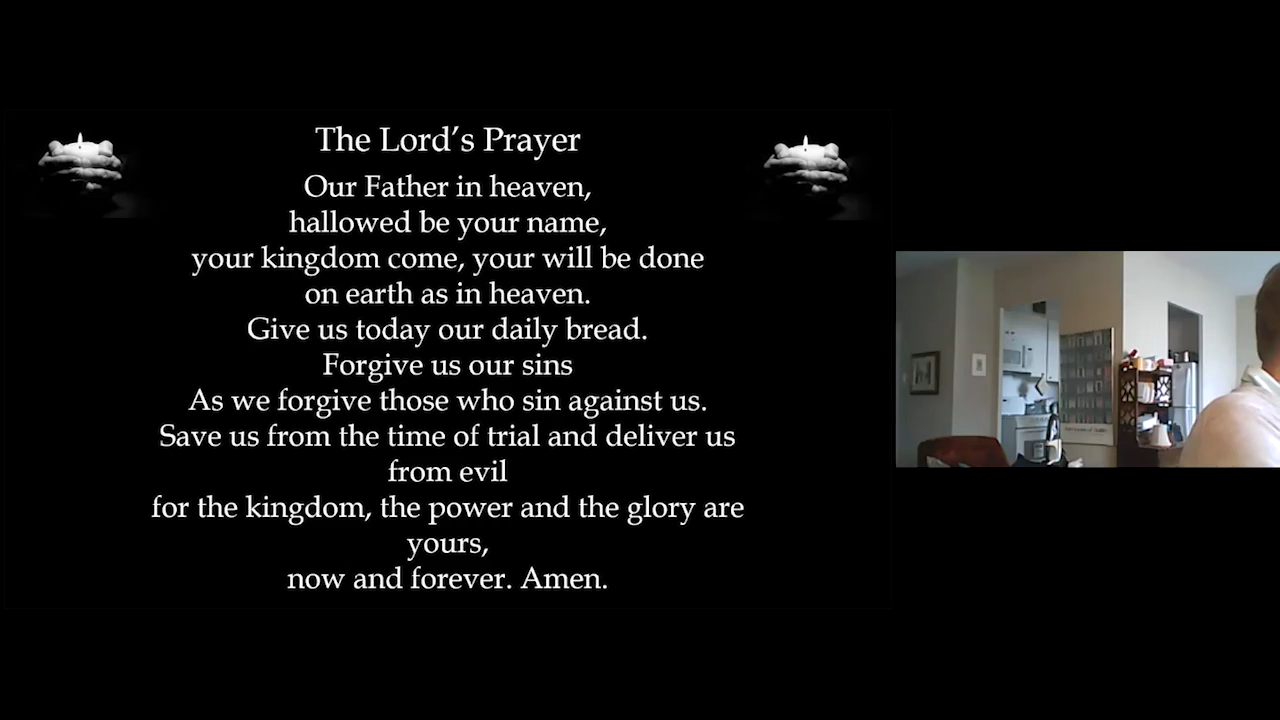 The Lord’s Prayer
Our Father in heaven,
hallowed be your name,
your kingdom come, your will be done
on earth as in heaven.
Give us today our daily bread.
Forgive us our sins
As we forgive those who sin against us.
Save us from the time of trial and deliver us
from evil
for the kingdom, the power and the glory are
yours,
now and forever. Amen.